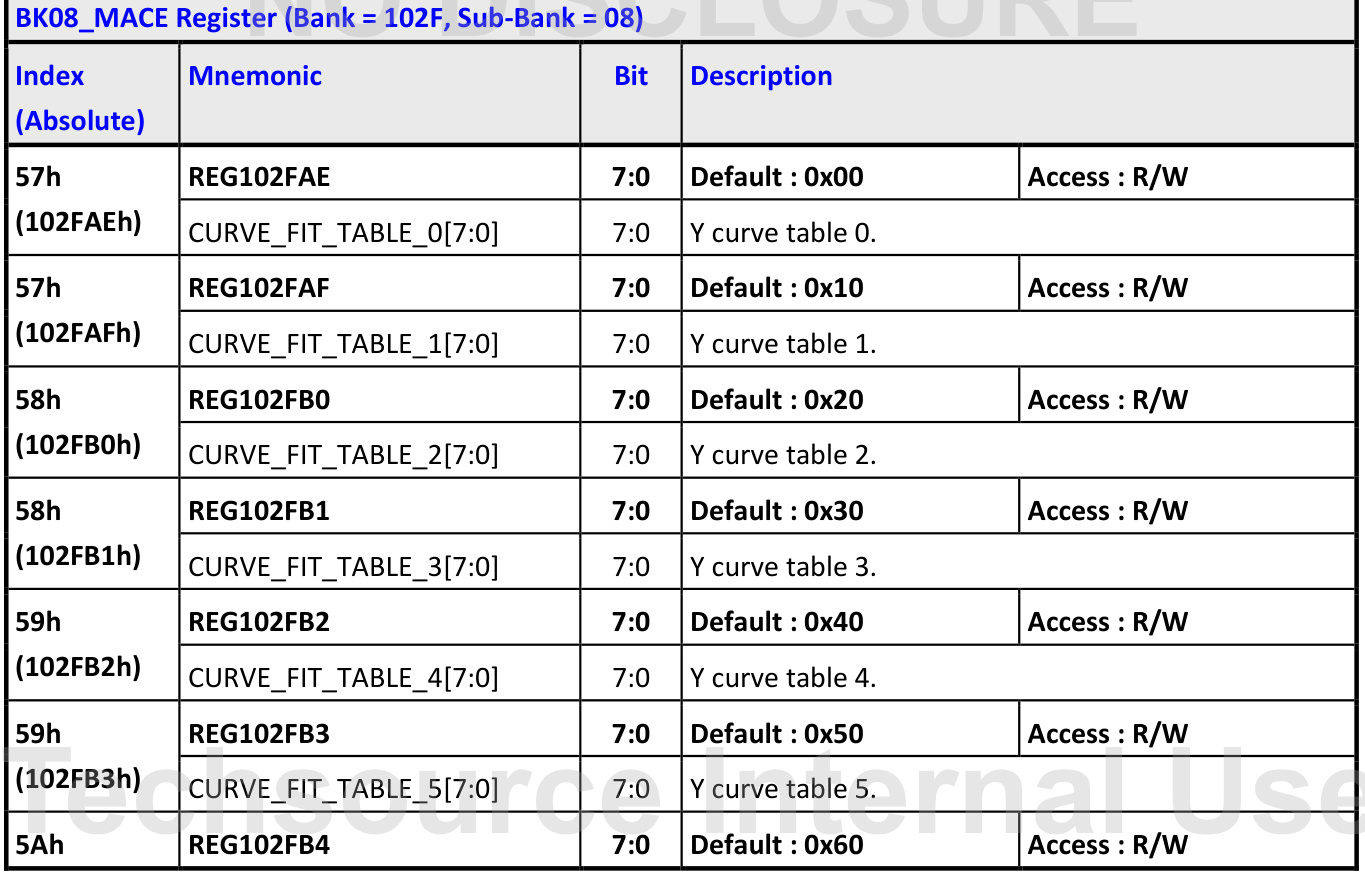 NO DISCLOSURE
BK08_MACE Register (Bank = 102F, Sub-Bank = 08)
Index (Absolute) Mnemonic Bit Description
57h (102FAEh) REG102FAE 7:0 Default : 0x00 Access : R/W
CURVE_FIT_TABLE_0[7:0] 7:0 Y curve table 0.
57h (102FAFh) REG102FAF 7:0 Default : 0x10 Access : R/W
CURVE_FIT_TABLE_1[7:0] 7:0 Y curve table 1.
58h (102FB0h) REG102FB0 7:0 Default : 0x20 Access : R/W
CURVE_FIT_TABLE_2[7:0] 7:0 Y curve table 2.
58h (102FB1h) REG102FB1 7:0 Default : 0x30 Access : R/W
CURVE_FIT_TABLE_3[7:0] 7:0 Y curve table 3.
59h (102FB2h) REG102FB2 7:0 Default : 0x40 Access : R/W
CURVE_FIT_TABLE_4[7:0] 7:0 Y curve table 4.
59h (102FB3h) REG102FB3 7:0 Default : 0x50 Access : R/W
CURVE_FIT_TABLE_5[7:0] 7:0 Y curve table 5.
Techsource Internal Use
5Ah REG102FB4 7:0 Default : 0x60 Access : R/W